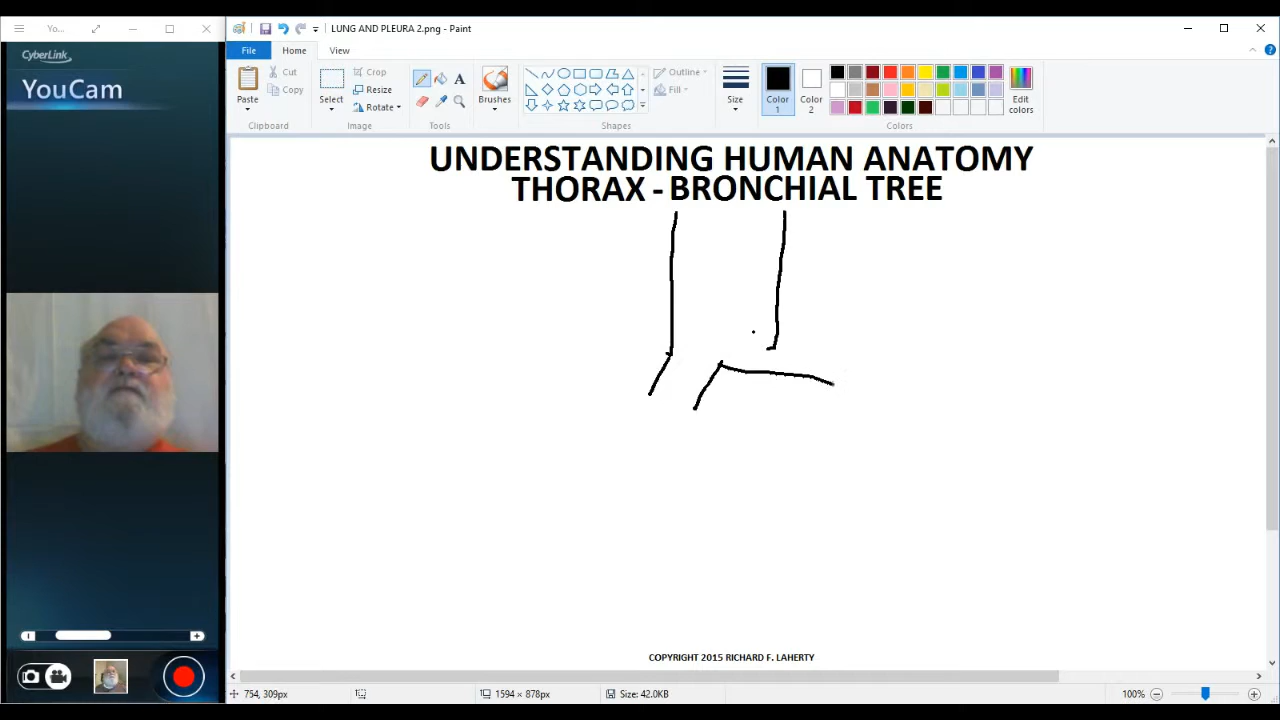 Yo...
CyberLink
YouCam
LUNG AND PLEURA 2.png - Paint
File
Home
View
Paste
Cut
Copy
Clipboard
Select
Crop
Resize
Rotate
Image
Tools
Brushes
Shapes
Outline
Fill
Size
Color
1
Color
2
Edit
colors
Colors
UNDERSTANDING HUMAN ANATOMY
THORAX - BRONCHIAL TREE
COPYRIGHT 2015 RICHARD F. LAHERTY
754, 309px
1594 × 878px
Size: 42.0KB
100%